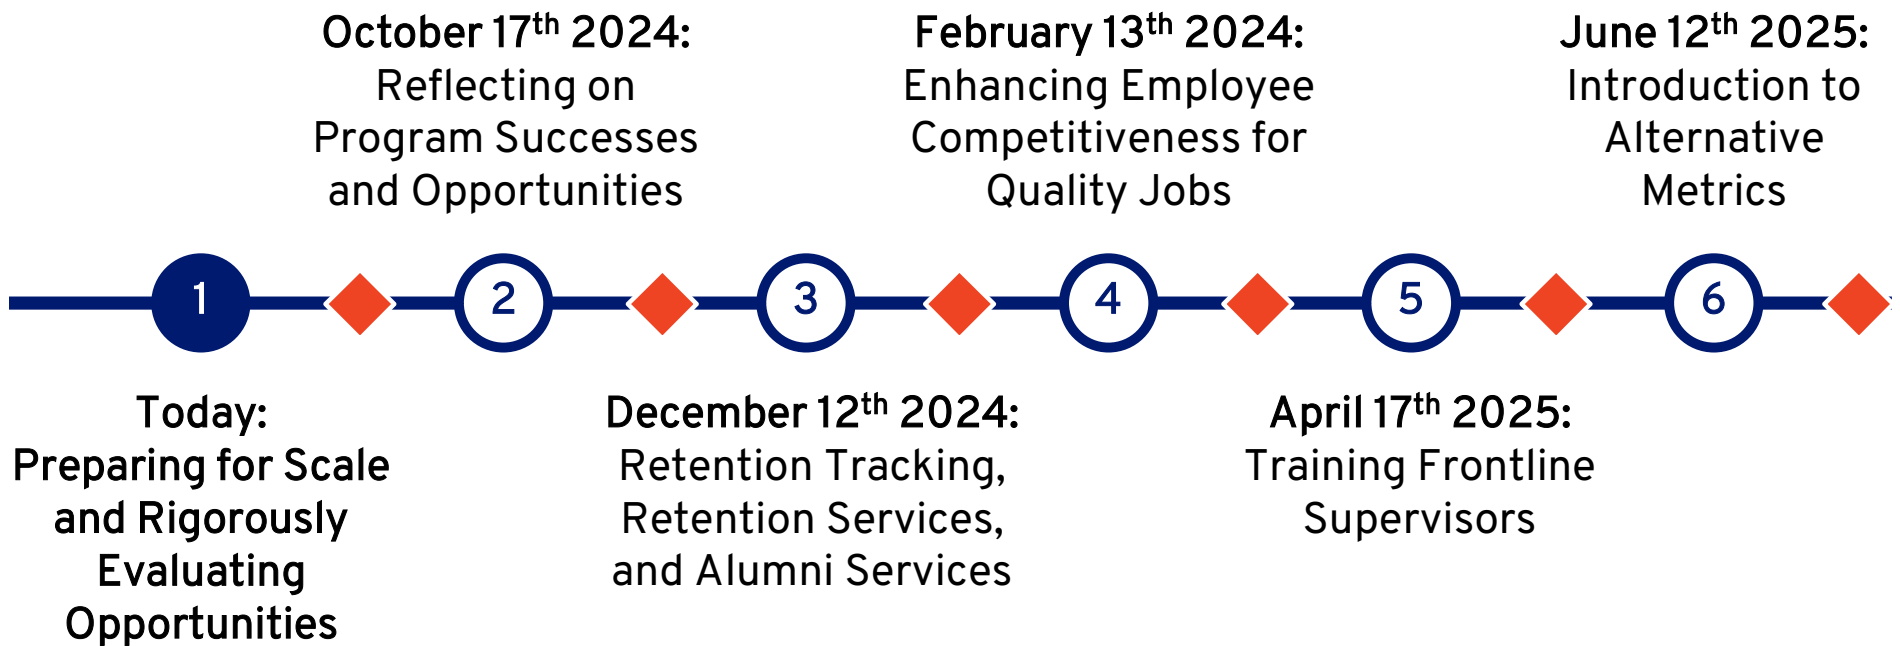 October 17th 2024:
Reflecting on
Program Successes
and Opportunities
February 13th 2024:
Enhancing Employee
Competitiveness for
Quality Jobs
June 12th 2025:
Introduction to
Alternative
Metrics
1
2
3
4
5
6
Today:
Preparing for Scale
and Rigorously
Evaluating
Opportunities
December 12th 2024:
Retention Tracking,
Retention Services,
and Alumni Services
April 17th 2025:
Training Frontline
Supervisors